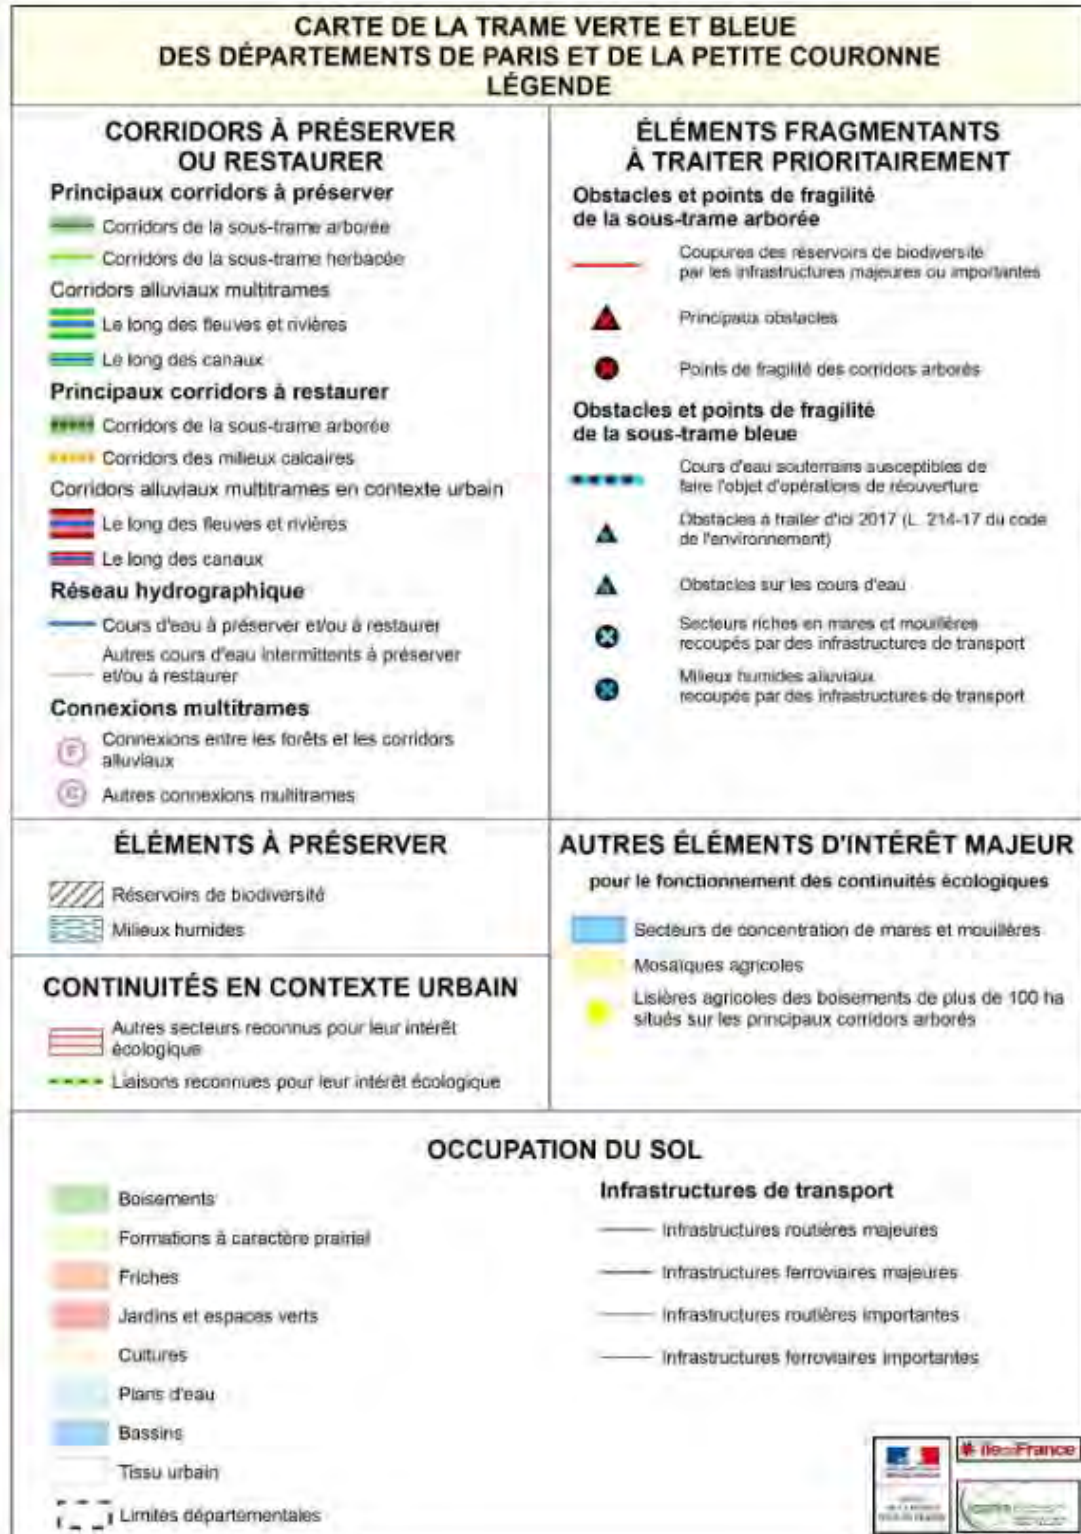 CARTE DE LA TRAME VERTE ET BLEUE
DES DÉPARTEMENTS DE PARIS ET DE LA PETITE COURONNE
LÉGENDE
CORRIDORS À PRÉSERVER
OU RESTAURER
Principaux corridors à préserver
Corridors de la sous-trame arborée
Corridors de la sous-trame herbacée
Corridors alluviaux multitrames
Le long des fleuves et rivières
Le long des canaux
Principaux corridors à restaurer
Corridors de la sous-trame arborée
Corridors des milieux calcaires
Corridors alluviaux multitrames en contexte urbain
Le long des fleuves et rivières
Le long des canaux
Réseau hydrographique
Cours d'eau à préserver et/ou à restaurer
Autres cours d'eau intermittents à préserver
et/ou à restaurer
Connexions multitrames
F
Connexions entre les forêts et les corridors
alluviaux
C
Autres connexions multitrames
ÉLÉMENTS FRAGMENTANTS
À TRAITER PRIORITAIREMENT
Obstacles et points de fragilité
de la sous-trame arborée
Coupures des réservoirs de biodiversité
par les infrastructures majeures ou importantes
Principaux obstacles
Points de fragilité des corridors arborés
Obstacles et points de fragilité
de la sous-trame bleue
Cours d'eau souterrains susceptibles de
faire l'objet d'opérations de réouverture
Obstacles à traiter d'ici 2017 (L. 214-17 du code
de l'environnement)
Obstacles sur les cours d'eau
Secteurs riches en mares et mouillères
recoupés par des infrastructures de transport
Milieux humides alluviaux
recoupés par des infrastructures de transport
ÉLÉMENTS À PRÉSERVER
Réservoirs de biodiversité
Milieux humides
CONTINUITÉS EN CONTEXTE URBAIN
Autres secteurs reconnus pour leur intérêt
écologique
Liaisons reconnues pour leur intérêt écologique
AUTRES ÉLÉMENTS D'INTÉRÊT MAJEUR
pour le fonctionnement des continuités écologiques
Secteurs de concentration de mares et mouillères
Mosaïques agricoles
Lisières agricoles des boisements de plus de 100 ha
situés sur les principaux corridors arborés
OCCUPATION DU SOL
Boisements
Formations à caractère prairial
Friches
Jardins et espaces verts
Cultures
Plans d'eau
Bassins
Tissu urbain
Limites départementales
Infrastructures de transport
Infrastructures routières majeures
Infrastructures ferroviaires majeures
Infrastructures routières importantes
Infrastructures ferroviaires importantes
îledeFrance